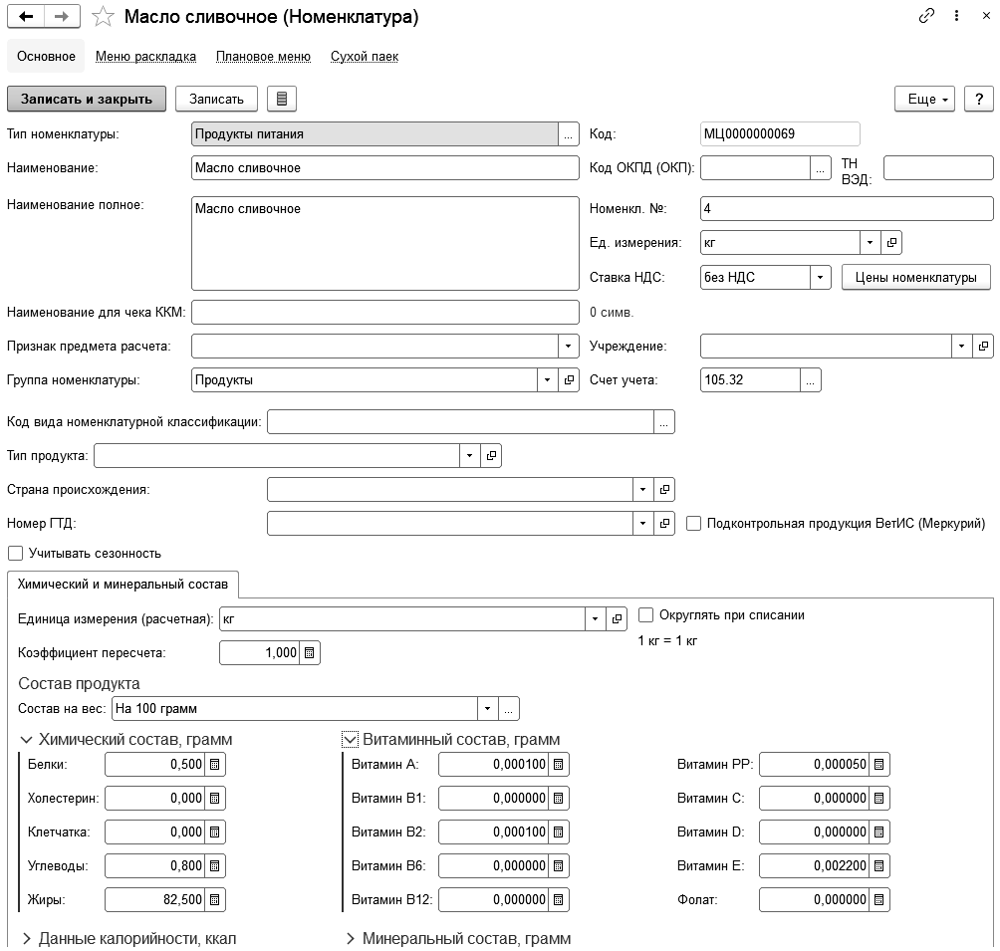 Масло сливочное (Номенклатура)
Основное Меню раскладка Плановое меню Сухой паек
Записать и закрыть Записать Еще ?
Тип номенклатуры: Продукты питания ... Код: МЦ0000000069
Наименование: Масло сливочное Код ОКПД (ОКП): ... ТН ВЭД:
Наименование полное: Масло сливочное Номенкл. №: 4
Ед. измерения: кг
Ставка НДС: без НДС Цены номенклатуры
Наименование для чека ККМ: 0 симв.
Признак предмета расчета: Учреждение:
Группа номенклатуры: Продукты Счет учета: 105.32 ...
Код вида номенклатурной классификации: ...
Тип продукта:
Страна происхождения:
Номер ГТД: Подконтрольная продукция ВетИС (Меркурий)
Учитывать сезонность
Химический и минеральный состав
Единица измерения (расчетная): кг Округлять при списании
1 кг = 1 кг
Коэффициент пересчета: 1,000
Состав продукта
Состав на вес: На 100 грамм ...
Химический состав, грамм Витаминный состав, грамм
Белки: 0,500 Витамин А: 0,000100 Витамин РР: 0,000050
Холестерин: 0,000 Витамин В1: 0,000000 Витамин С: 0,000000
Клетчатка: 0,000 Витамин В2: 0,000100 Витамин D: 0,000000
Углеводы: 0,800 Витамин В6: 0,000000 Витамин Е: 0,002200
Жиры: 82,500 Витамин В12: 0,000000 Фолат: 0,000000
Данные калорийности, ккал Минеральный состав, грамм